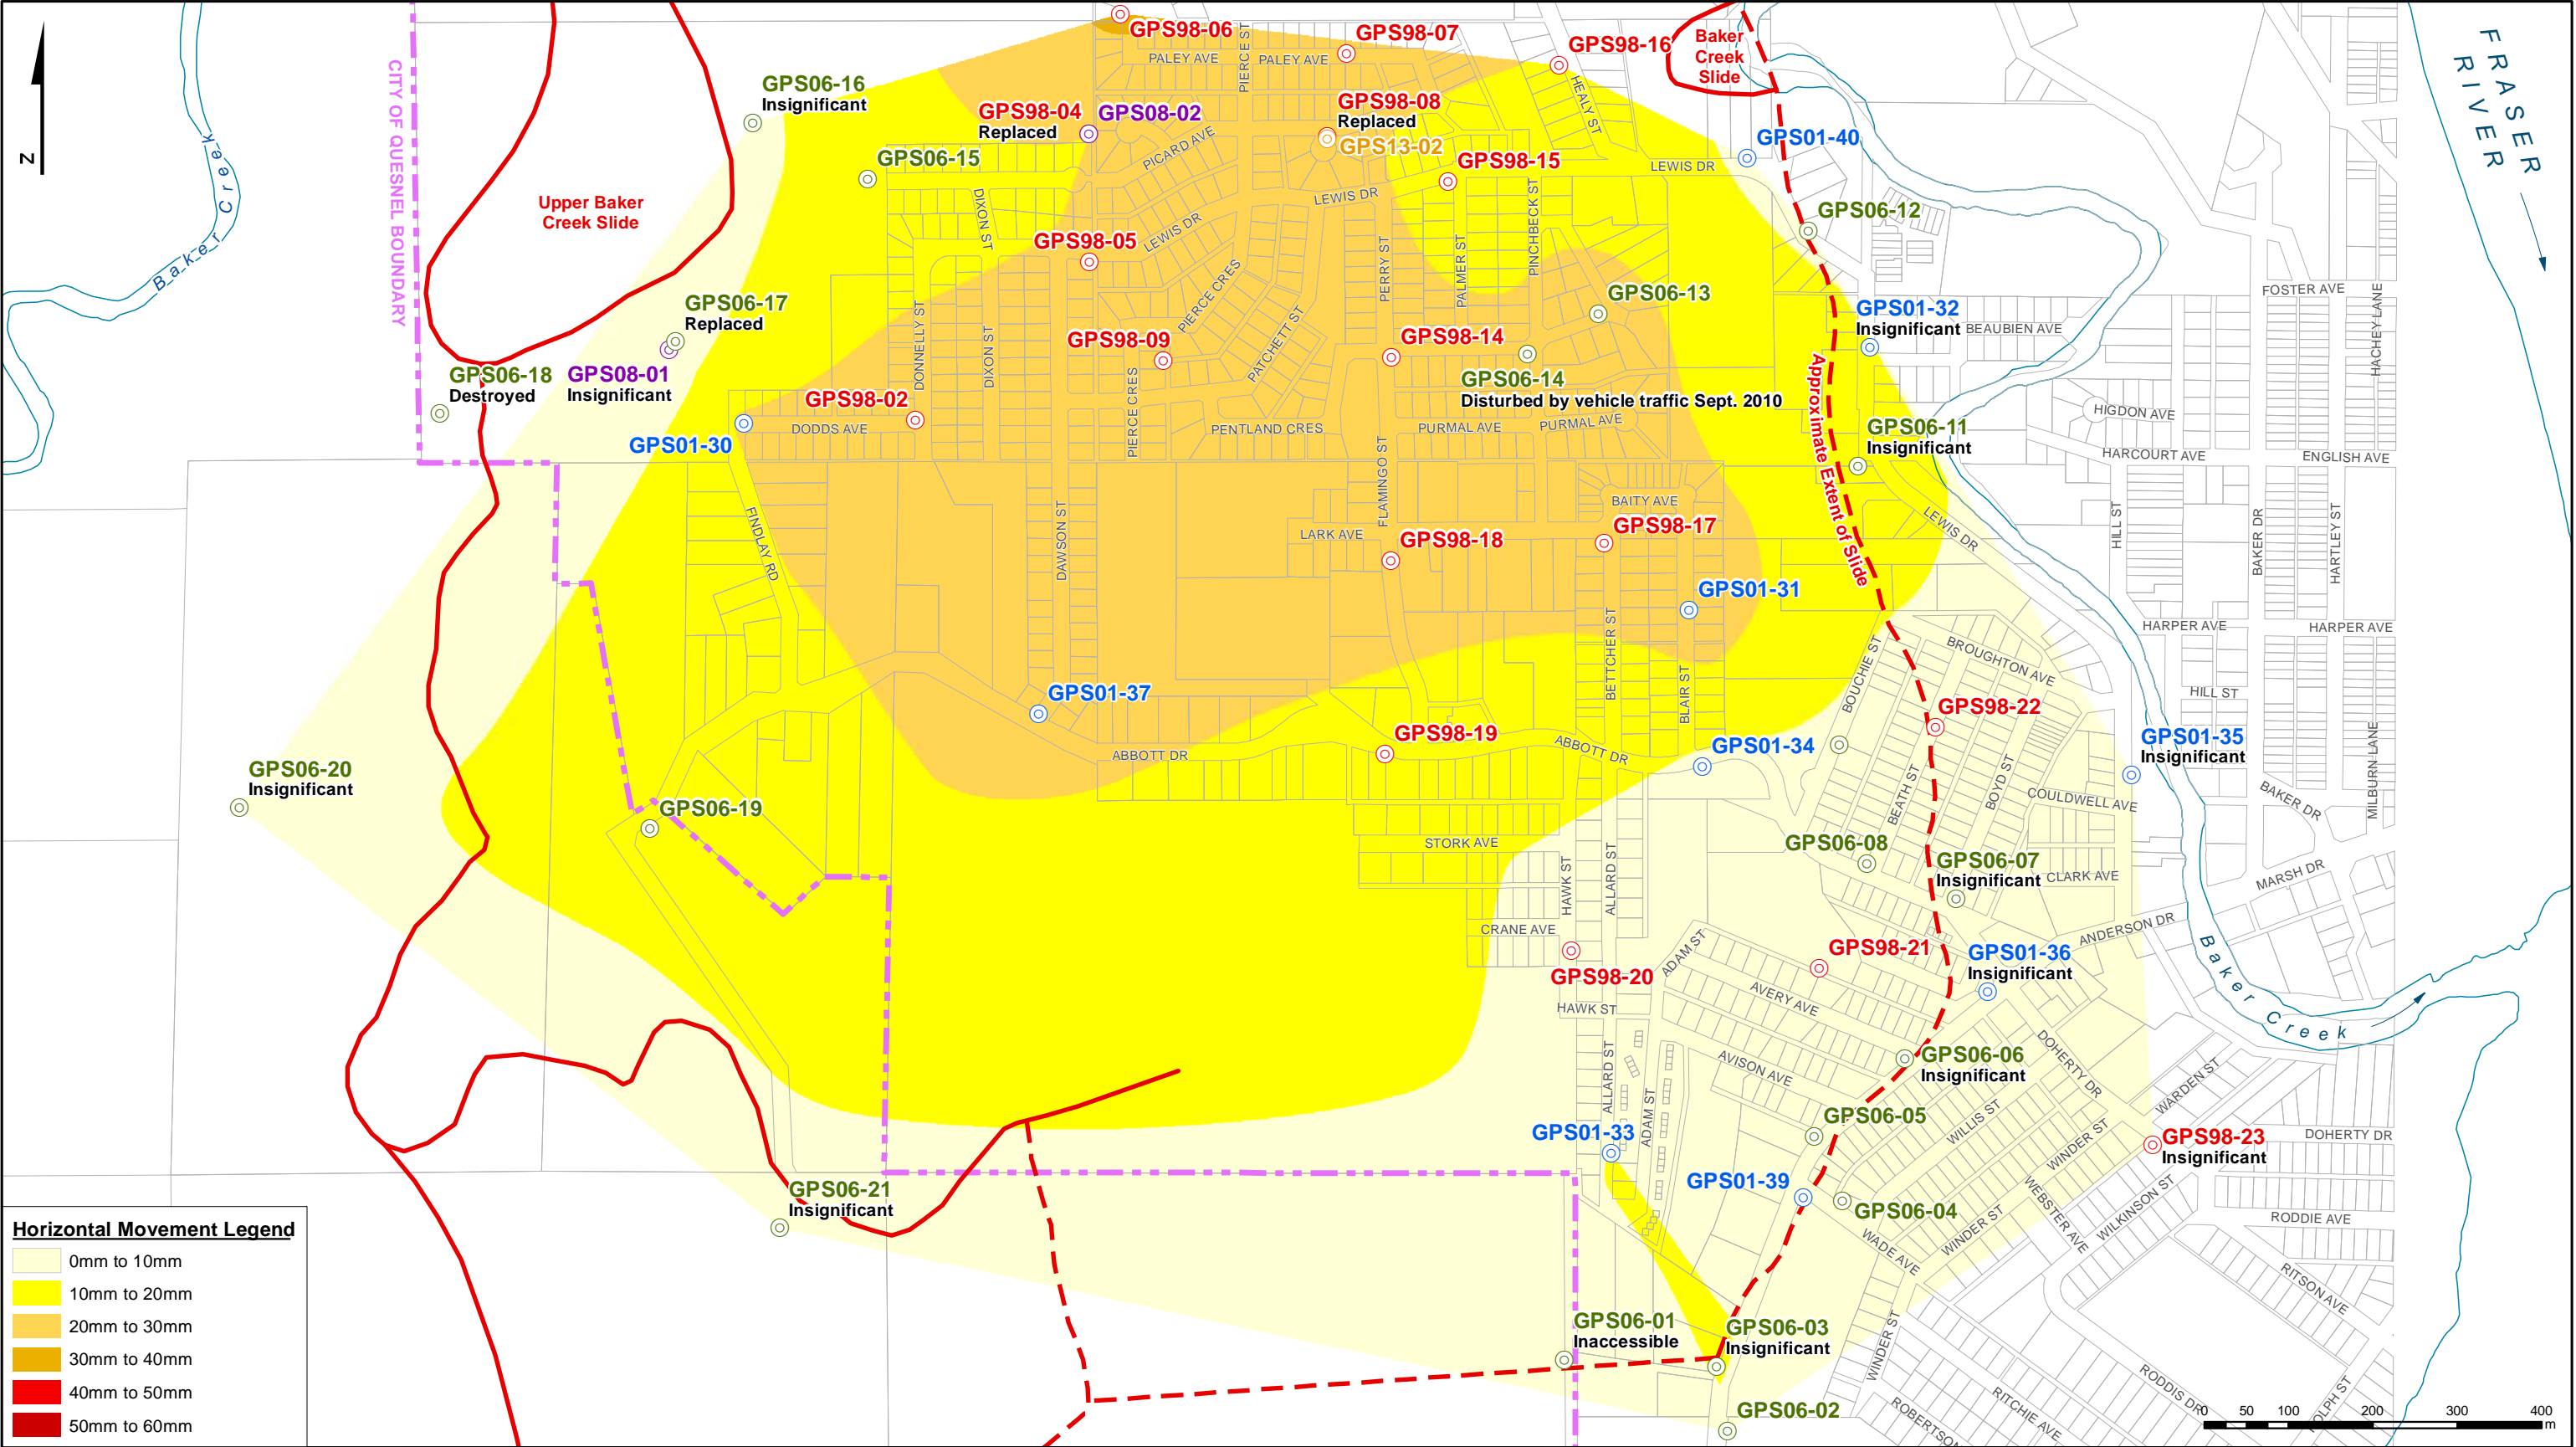 GPS98-06
GPS98-07
GPS98-16
Baker
Creek
Slide
FRASER
RIVER
PIERCE ST
PALEY AVE
PALEY AVE
HEALY ST
CITY OF QUESNEL BOUNDARY
GPS06-16
Insignificant
GPS98-04
Replaced
GPS08-02
GPS98-08
Replaced
GPS13-02
PICARD AVE
GPS01-40
N
Baker Creek
GPS06-15
GPS98-15
LEWIS DR
LEWIS DR
DIXON ST
PINCHBECK ST
Upper Baker
Creek Slide
GPS06-12
GPS98-05
LEWIS DR
PERRY ST
PALMER ST
PIERCE CRES
GPS06-13
FOSTER AVE
HACHEY LANE
GPS06-17
Replaced
GPS01-32
Insignificant
BEAUBIEN AVE
DONNELLY ST
DIXON ST
GPS98-09
PATCHETT ST
GPS98-14
GPS06-18
Destroyed
GPS08-01
Insignificant
GPS06-14
Disturbed by vehicle traffic Sept. 2010
Approximate Extent of Slide
GPS98-02
DODDS AVE
PIERCE CRES
PENTLAND CRES
PURMAL AVE
PURMAL AVE
HIGDON AVE
GPS01-30
GPS06-11
Insignificant
HARCOURT AVE
ENGLISH AVE
FLAMINGO ST
BAITY AVE
FINDLAY RD
DAWSON ST
LARK AVE
GPS98-18
GPS98-17
LEWIS DR
HILL ST
BAKER DR
HARTLEY ST
GPS01-31
BETTCHER ST
BLAIR ST
BOUCHIE ST
BROUGHTON AVE
HARPER AVE
HARPER AVE
GPS01-37
GPS98-22
HILL ST
MILBURN LANE
GPS98-19
ABBOTT DR
ABBOTT DR
GPS01-34
GPS01-35
Insignificant
GPS06-20
Insignificant
BEATH ST
BOYD ST
COULDWELL AVE
BAKER DR
GPS06-19
STORK AVE
GPS06-08
GPS06-07
Insignificant
CLARK AVE
MARSH DR
HAWK ST
ALLARD ST
CRANE AVE
ADAM ST
ANDERSON DR
GPS98-20
GPS98-21
GPS01-36
Insignificant
AVERY AVE
HAWK ST
Baker Creek
GPS06-06
Insignificant
DOHERTY DR
AVISON AVE
ALLARD ST
ADAM ST
WARDEN ST
GPS01-33
GPS06-05
WILLIS ST
WINDER ST
GPS98-23
Insignificant
DOHERTY DR
GPS06-21
Insignificant
GPS01-39
GPS06-04
WADE AVE
WINDER ST
WEBSTER AVE
WILKINSON ST
RODDIE AVE
RITSON AVE
Horizontal Movement Legend
0mm to 10mm
10mm to 20mm
20mm to 30mm
30mm to 40mm
40mm to 50mm
50mm to 60mm
GPS06-01
Inaccessible
GPS06-03
Insignificant
WINDER ST
GPS06-02
RITCHIE AVE
RODDIS DR
0 50 100 200 300 400
m